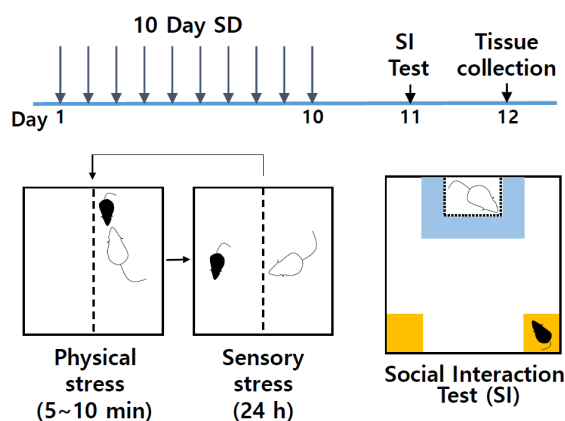 10 Day SD
SI
Test
Tissue
collection
Day 1
10
11
12
Physical
stress
(5~10 min)
Sensory
stress
(24 h)
Social Interaction
Test (SI)